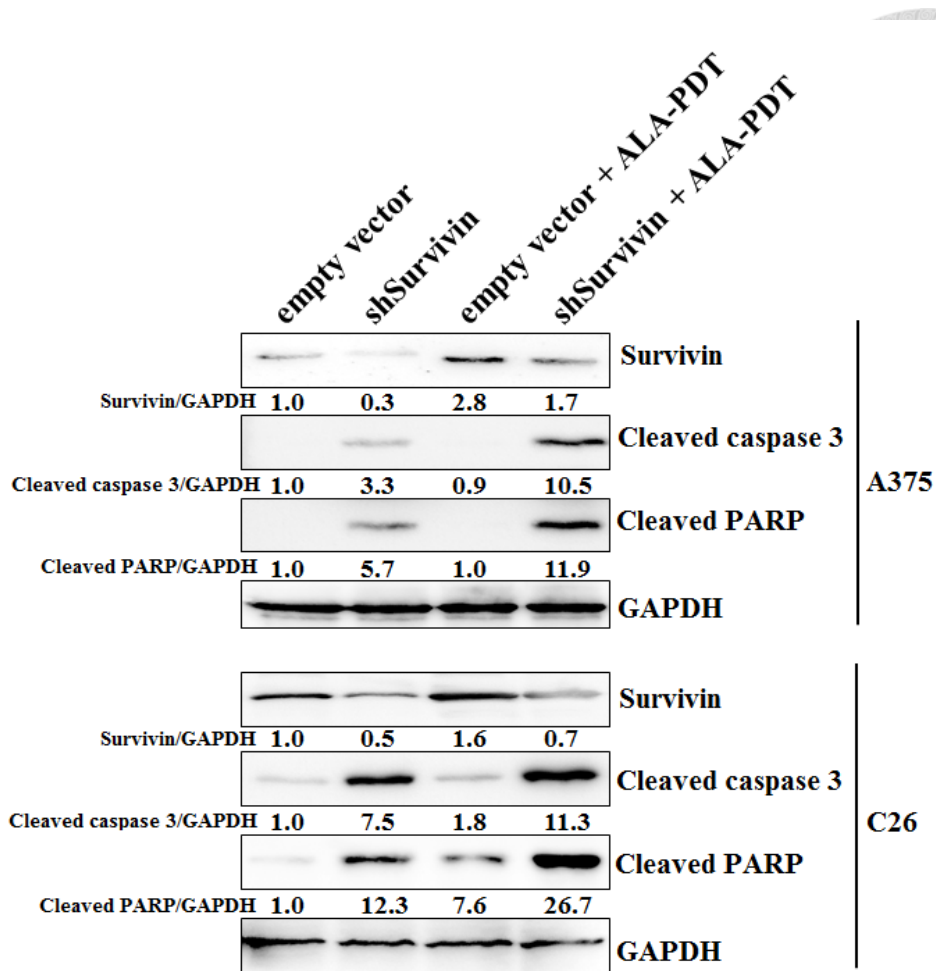 empty vector
shSurvivin
empty vector + ALA-PDT
shSurvivin + ALA-PDT
Survivin
Survivin/GAPDH 1.0 0.3 2.8 1.7
Cleaved caspase 3
Cleaved caspase 3/GAPDH 1.0 3.3 0.9 10.5
A375
Cleaved PARP
Cleaved PARP/GAPDH 1.0 5.7 1.0 11.9
GAPDH
Survivin
Survivin/GAPDH 1.0 0.5 1.6 0.7
Cleaved caspase 3
Cleaved caspase 3/GAPDH 1.0 7.5 1.8 11.3
C26
Cleaved PARP
Cleaved PARP/GAPDH 1.0 12.3 7.6 26.7
GAPDH